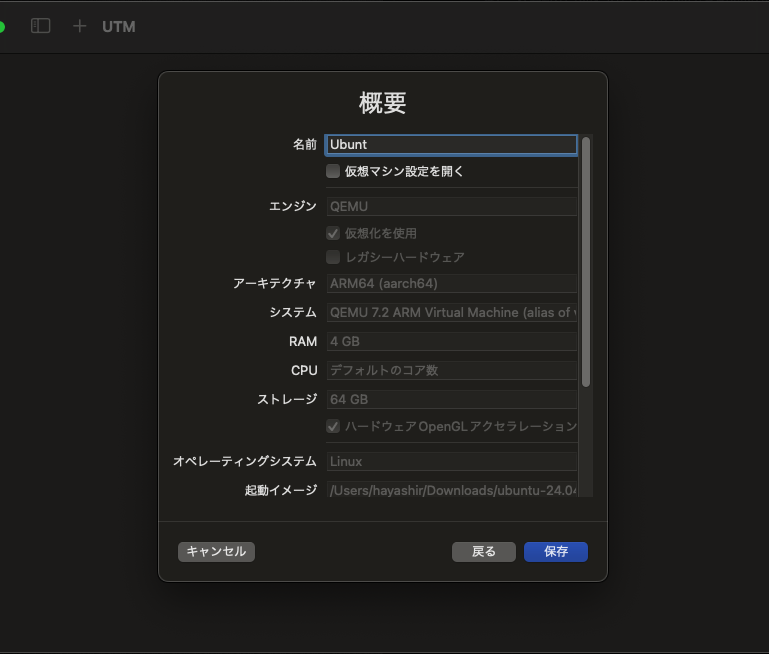 UTM
概要
名前 Ubunt
仮想マシン設定を開く
エンジン QEMU
仮想化を使用
レガシーハードウェア
アーキテクチャ ARM64 (aarch64)
システム QEMU 7.2 ARM Virtual Machine (alias of
RAM 4 GB
CPU デフォルトのコア数
ストレージ 64 GB
ハードウェアOpenGLアクセラレーション
オペレーティングシステム Linux
起動イメージ /Users/hayashir/Downloads/ubuntu-24.04
キャンセル 戻る 保存